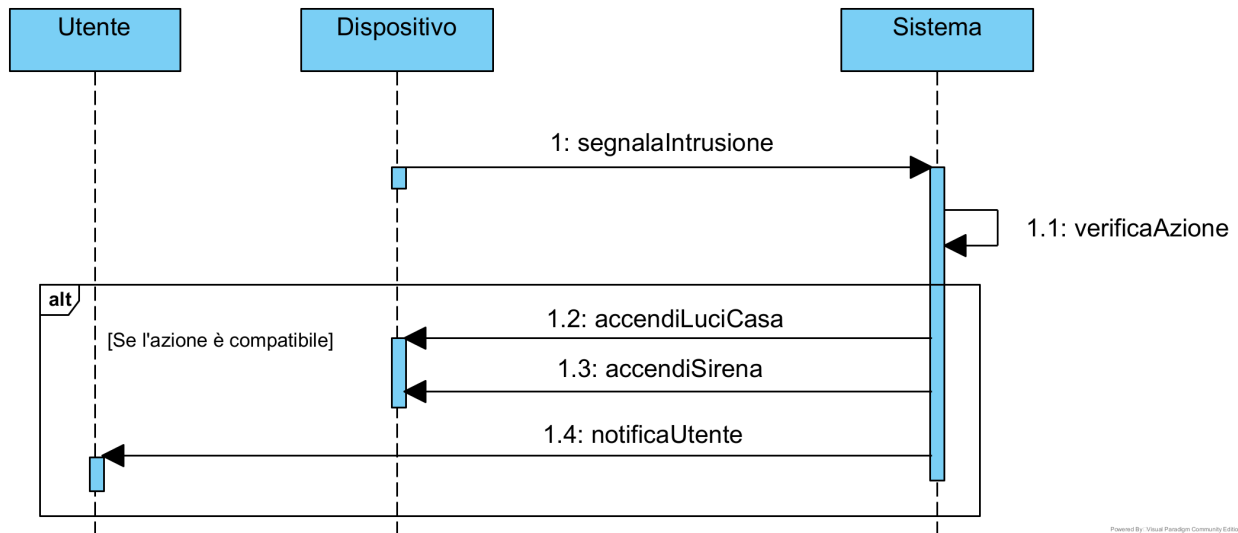 Utente
Dispositivo
Sistema
1: segnalaIntrusione
1.1: verificaAzione
alt
1.2: accendiLuciCasa
[Se l'azione è compatibile]
1.3: accendiSirena
1.4: notificaUtente
Powered By: Visual Paradigm Community Editio